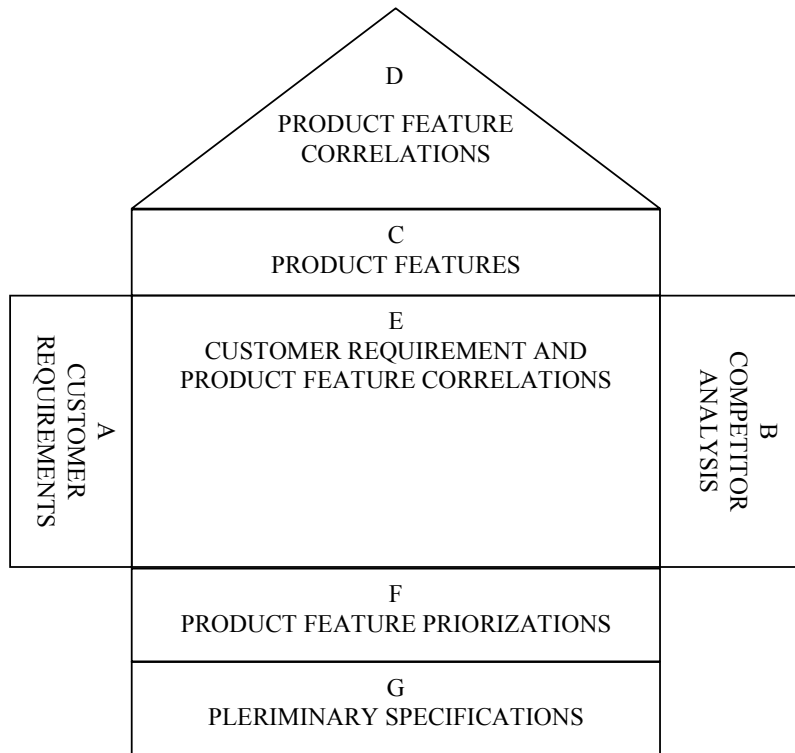 D
PRODUCT FEATURE
CORRELATIONS
C
PRODUCT FEATURES
A
CUSTOMER
REQUIREMENTS
E
CUSTOMER REQUIREMENT AND
PRODUCT FEATURE CORRELATIONS
B
COMPETITOR
ANALYSIS
F
PRODUCT FEATURE PRIORIZATIONS
G
PLERIMINARY SPECIFICATIONS